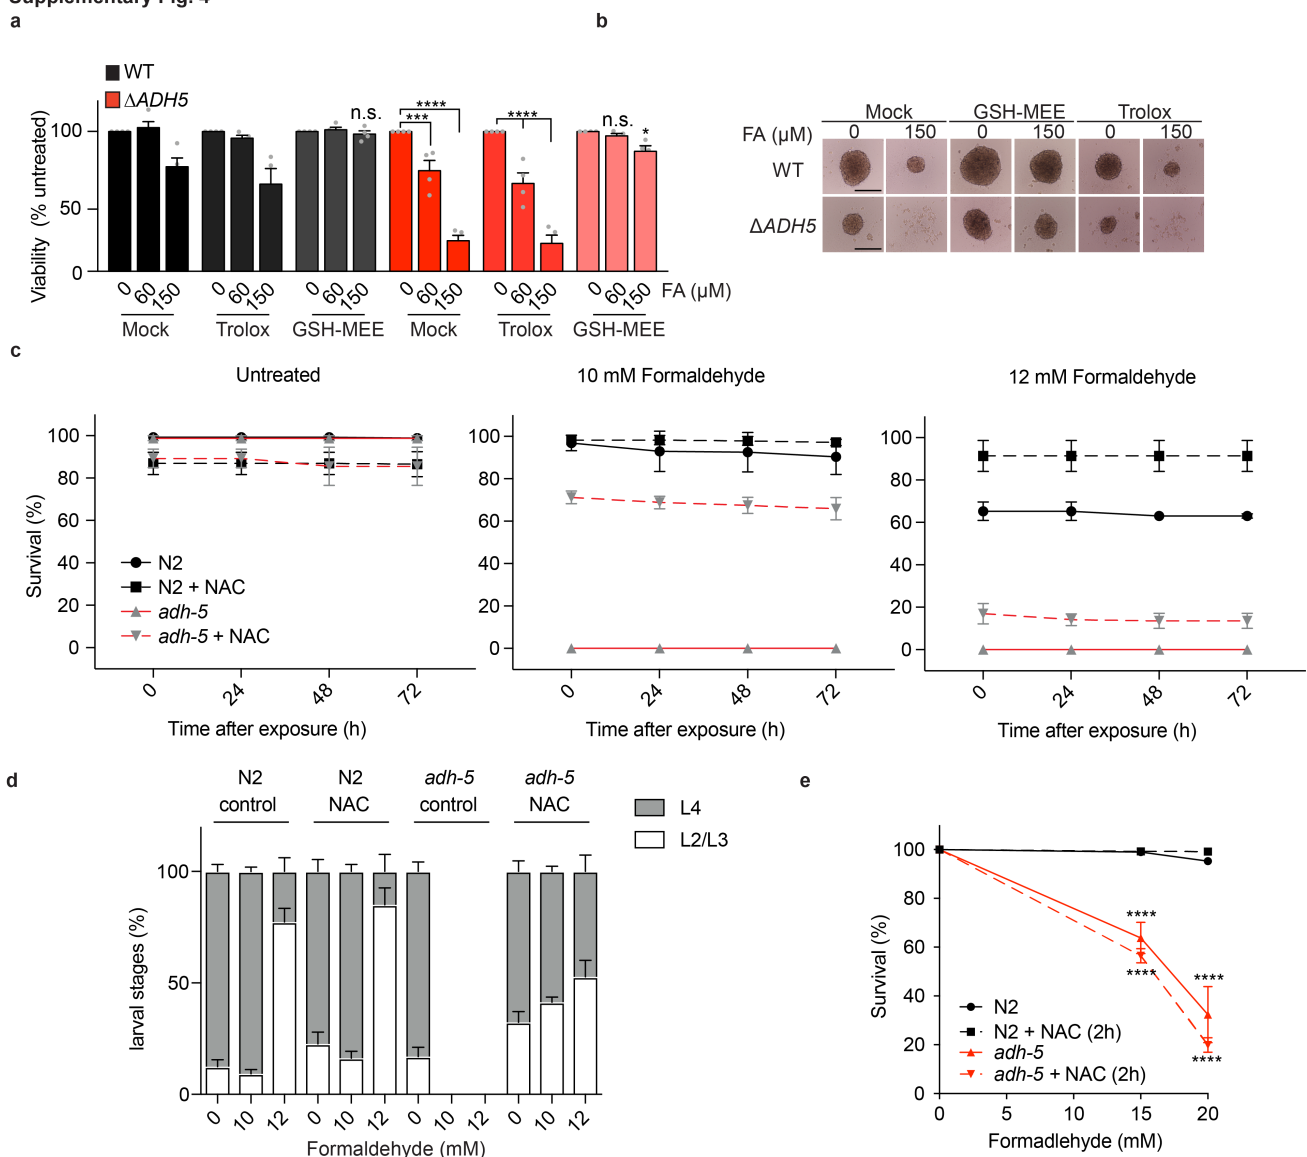 Supplementary Fig. 4
a
b
WT
ΔADH5
Viability (% untreated)
100
50
0
n.s.
****
***
****
n.s.
*
0 60 150 0 60 150 0 60 150 0 60 150 0 60 150 0 60 150 FA (µM)
Mock Trolox GSH-MEE Mock Trolox GSH-MEE
Mock GSH-MEE Trolox
FA (µM) 0 150 0 150 0 150
WT
ΔADH5
c
Untreated
10 mM Formaldehyde
12 mM Formaldehyde
Survival (%)
100
80
60
40
20
0
N2
N2 + NAC
adh-5
adh-5 + NAC
0 24 48 72
Time after exposure (h)
100
80
60
40
20
0
0 24 48 72
Time after exposure (h)
100
80
60
40
20
0
0 24 48 72
Time after exposure (h)
d
N2 control
N2 NAC
adh-5 control
adh-5 NAC
L4
L2/L3
larval stages (%)
100
50
0
0 10 12 0 10 12 0 10 12 0 10 12
Formaldehyde (mM)
e
Survival (%)
100
80
60
40
20
0
****
****
****
****
N2
N2 + NAC (2h)
adh-5
adh-5 + NAC (2h)
0 5 10 15 20
Formadlehyde (mM)